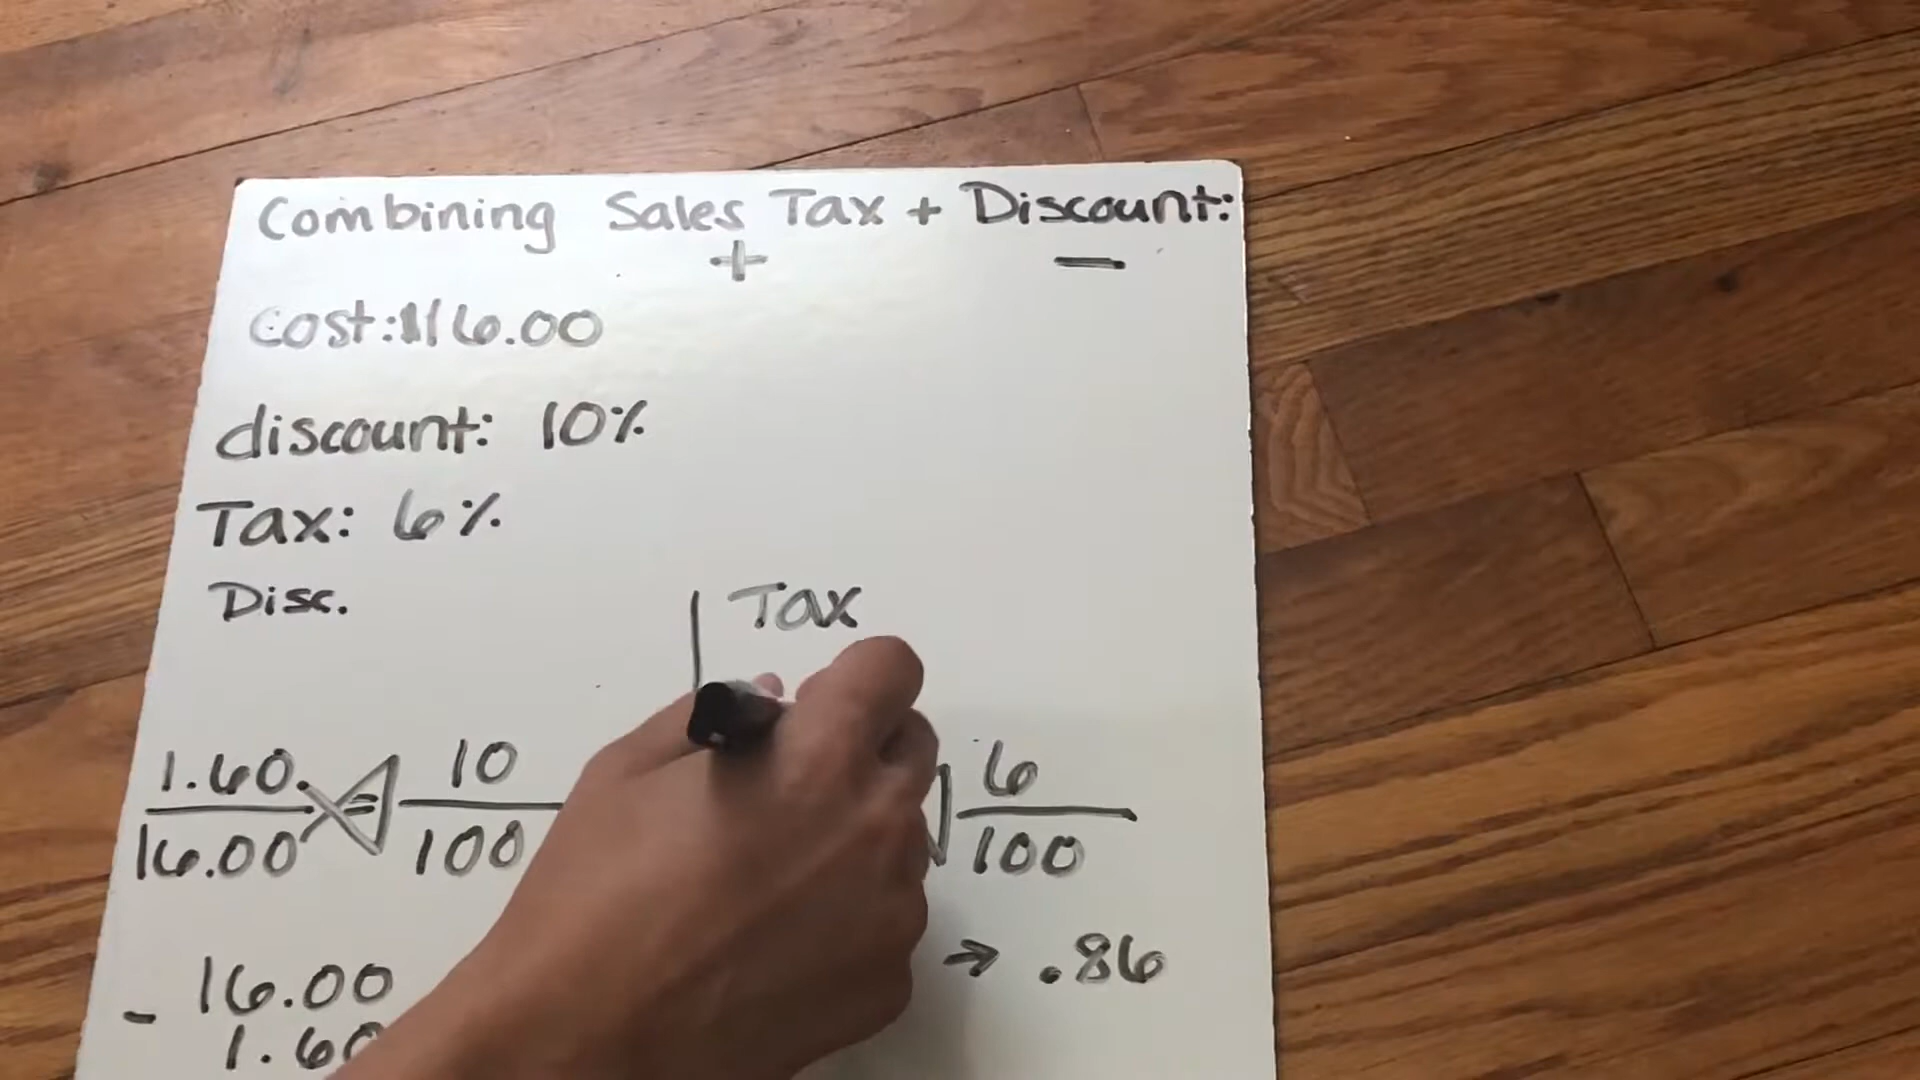 Combining Sales Tax + Discount:
+ —
Cost: $16.00
discount: 10%
Tax: 6%
Disc. | Tax
1.60 = 10
16.00 100
6
100
→ .86
16.00
- 1.60